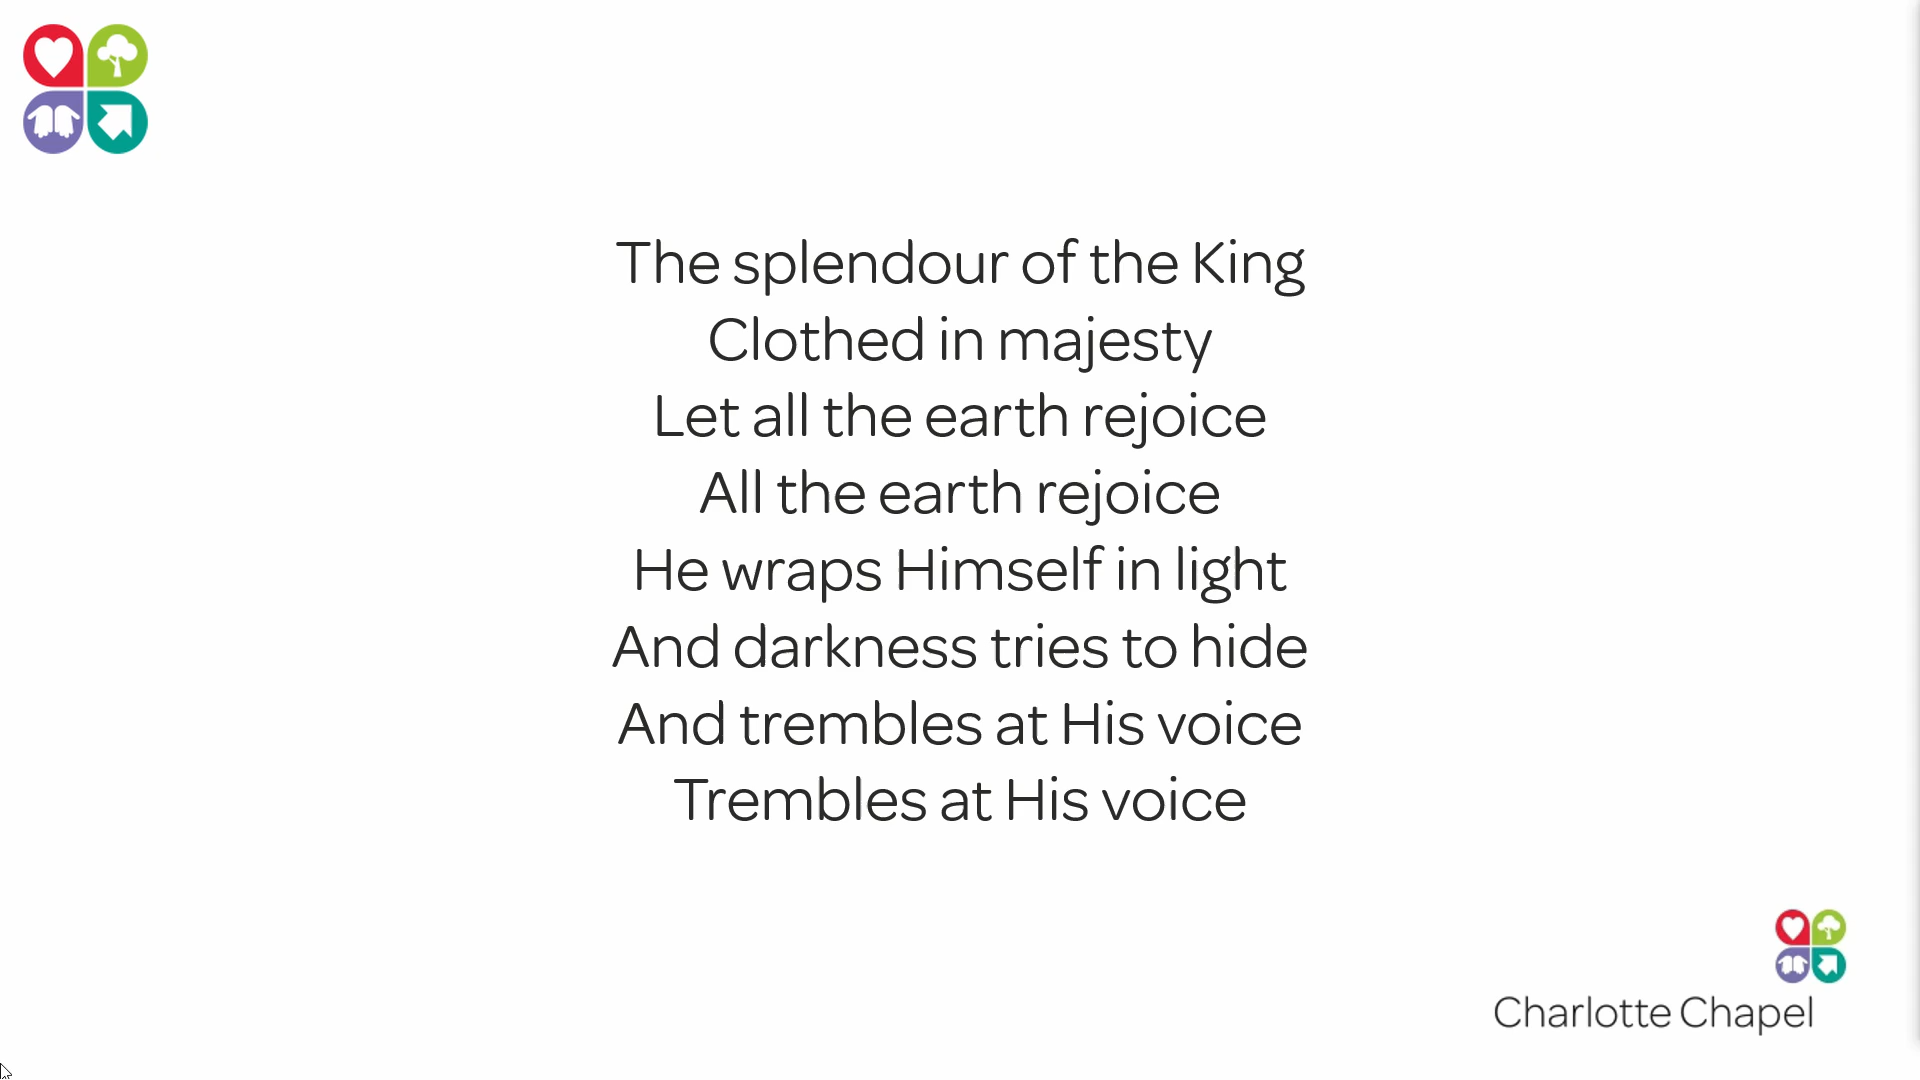 The splendour of the King
Clothed in majesty
Let all the earth rejoice
All the earth rejoice
He wraps Himself in light
And darkness tries to hide
And trembles at His voice
Trembles at His voice
Charlotte Chapel